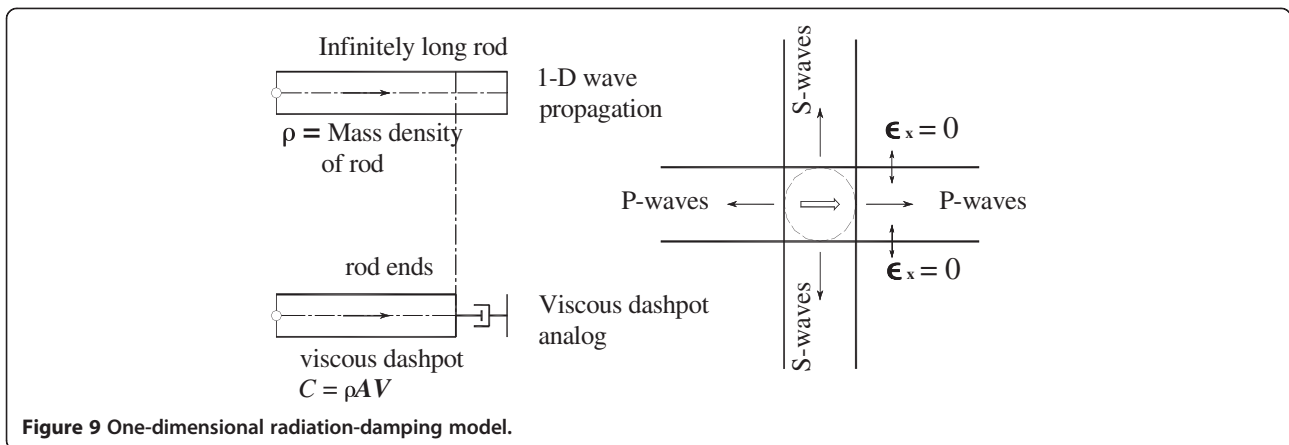 Infinitely long rod
1-D wave
propagation
ρ = Mass density
of rod
rod ends
Viscous dashpot
analog
viscous dashpot
C = ρAV
S-waves
ϵx = 0
P-waves
P-waves
ϵx = 0
S-waves
Figure 9 One-dimensional radiation-damping model.